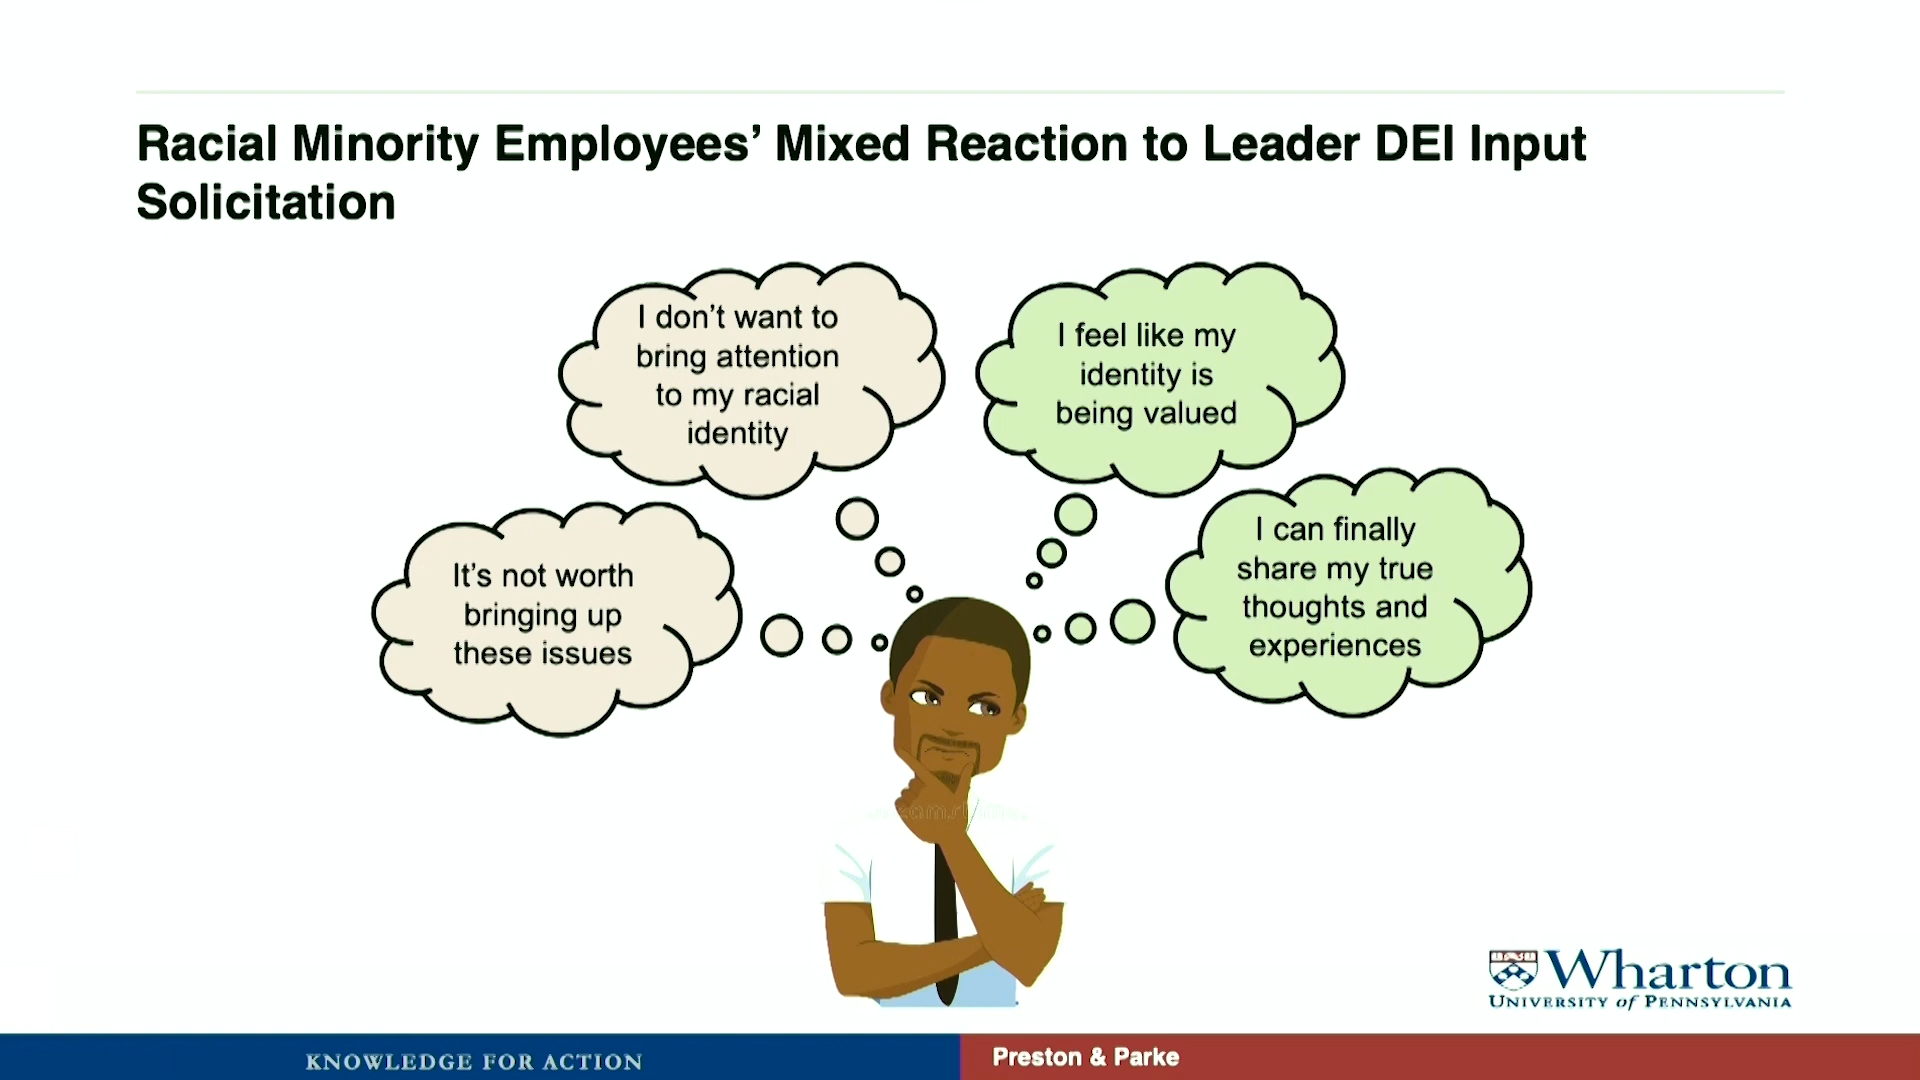 Racial Minority Employees’ Mixed Reaction to Leader DEI Input
Solicitation
I don’t want to
bring attention
to my racial
identity
I feel like my
identity is
being valued
It’s not worth
bringing up
these issues
I can finally
share my true
thoughts and
experiences
Wharton
UNIVERSITY of PENNSYLVANIA
KNOWLEDGE FOR ACTION
Preston & Parke